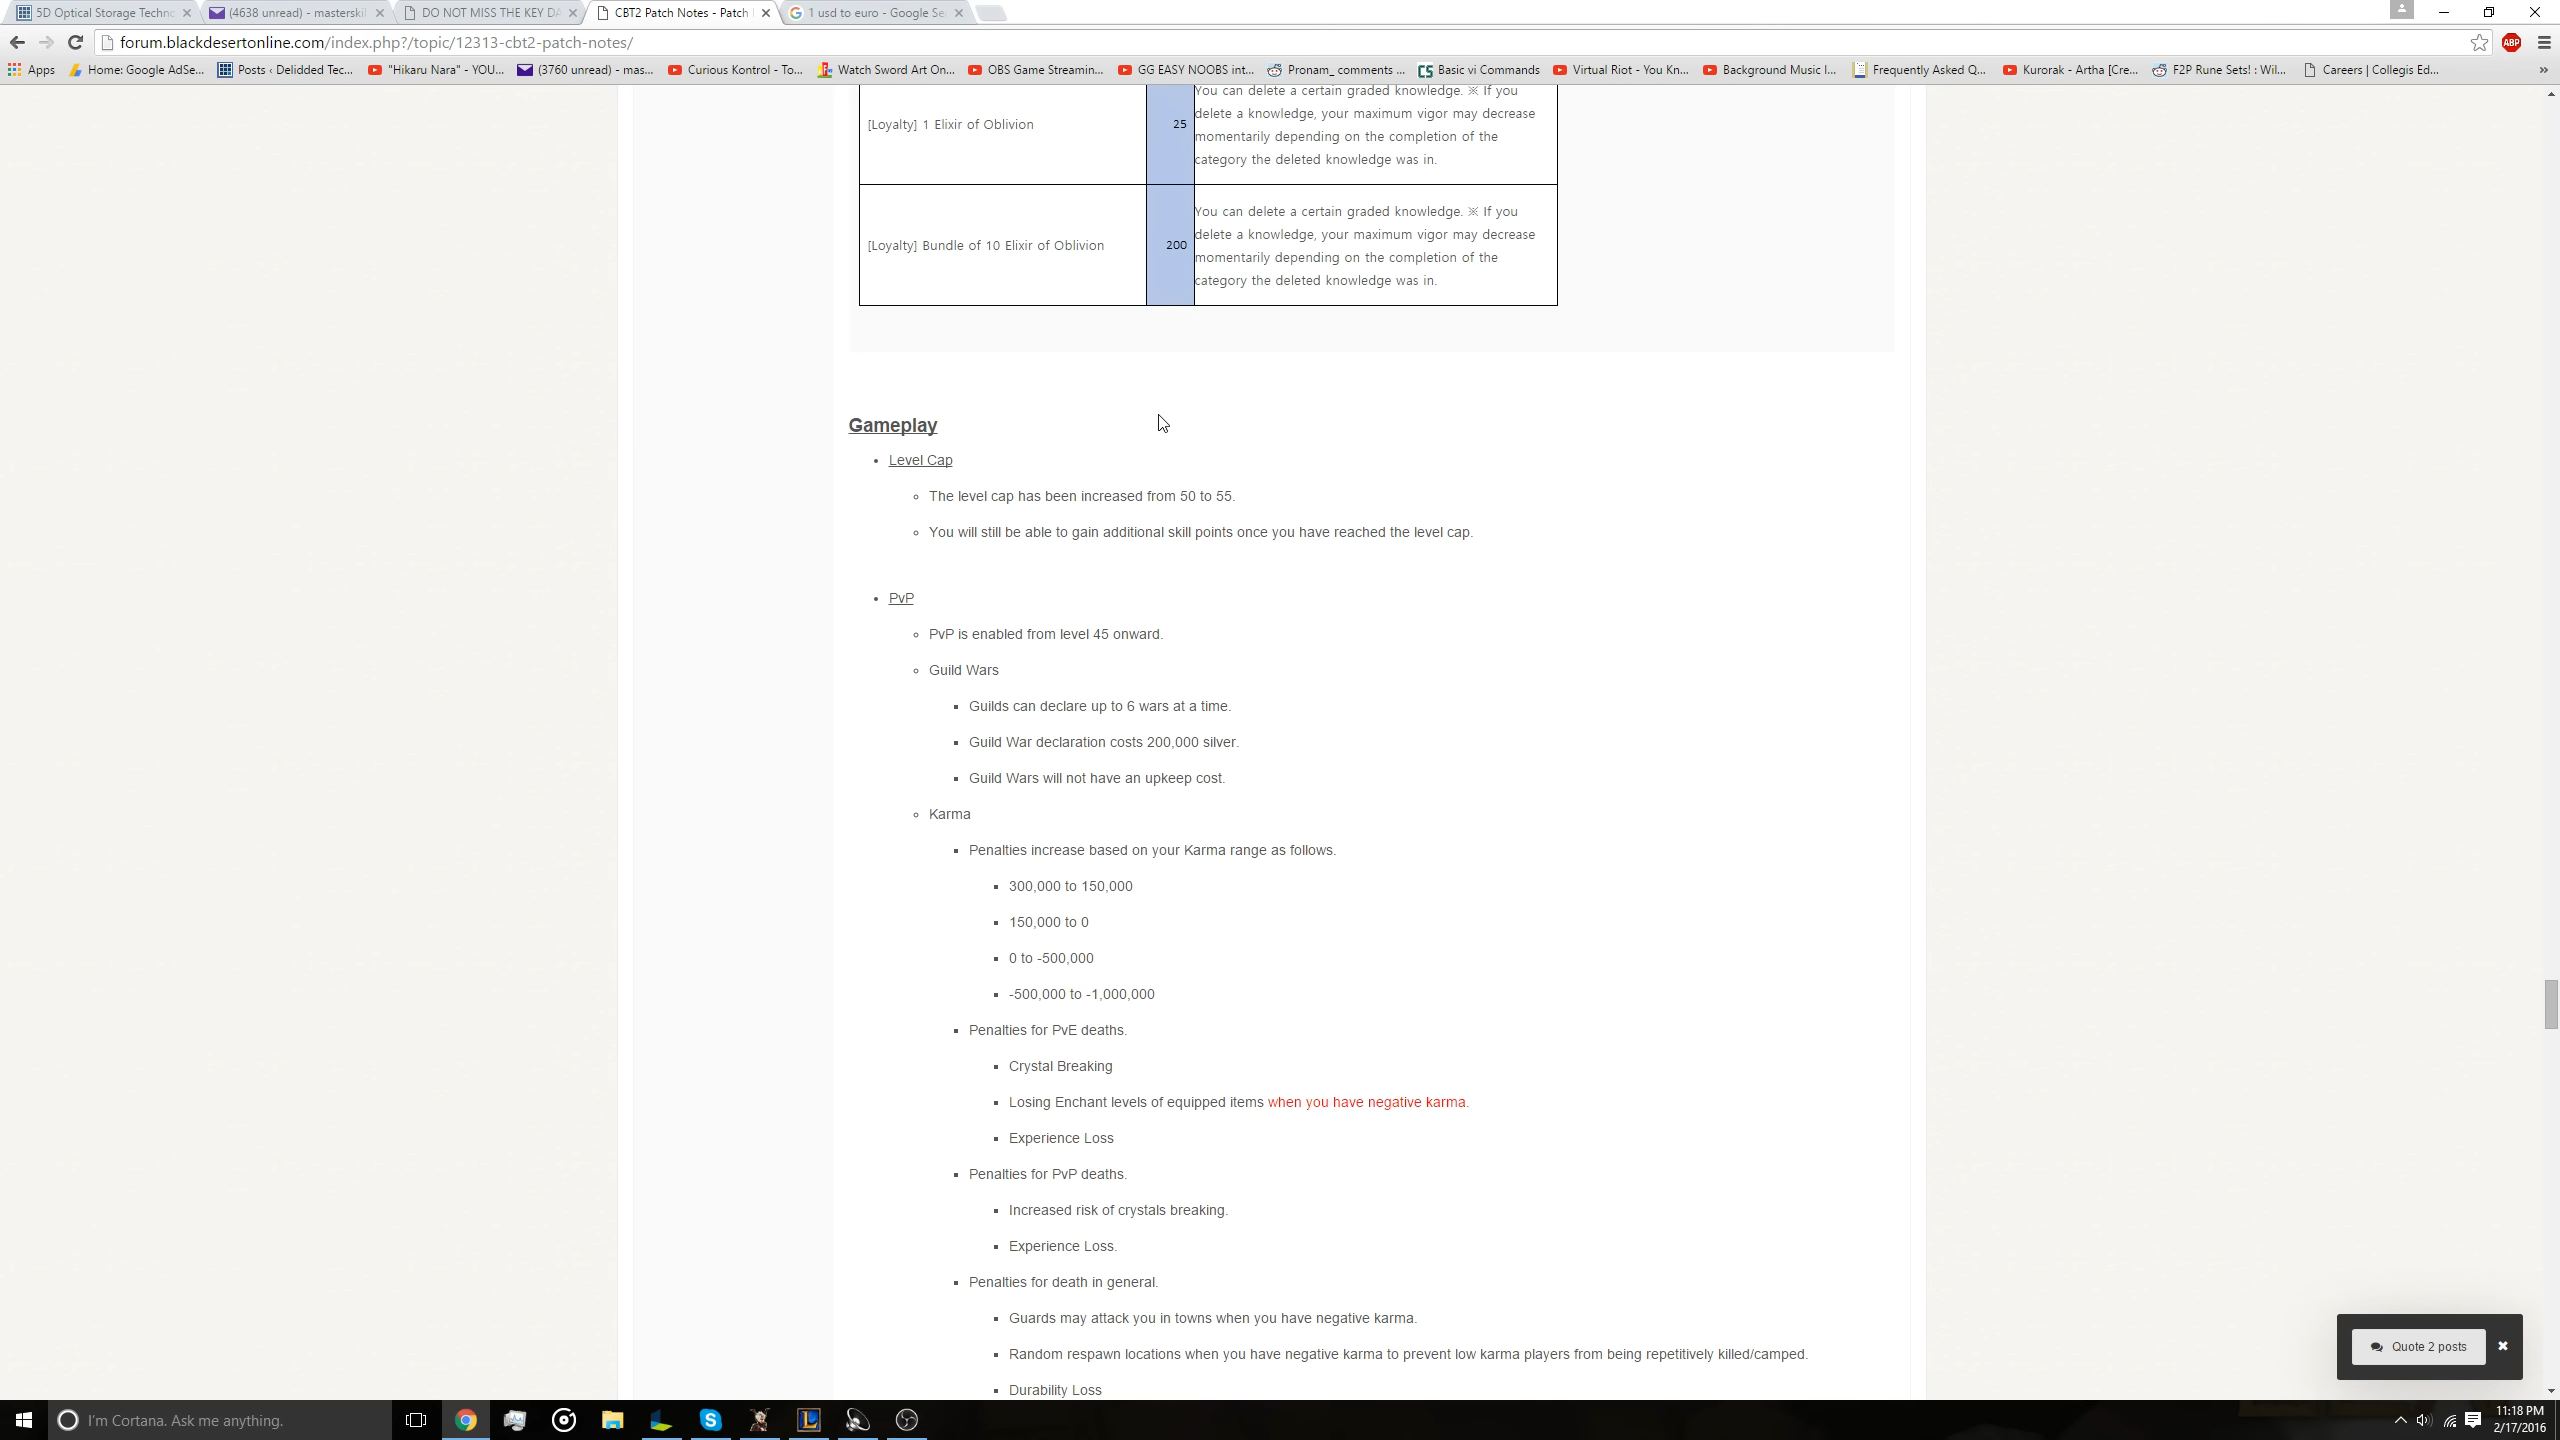 5D Optical Storage Techno
(4638 unread) - masterskil
DO NOT MISS THE KEY DA
CBT2 Patch Notes - Patch
1 usd to euro - Google Se
forum.blackdesertonline.com/index.php?/topic/12313-cbt2-patch-notes/
ABP
Apps
Home: Google AdSe...
Posts ‹ Delidded Tec...
"Hikaru Nara" - YOU...
(3760 unread) - mas...
Curious Kontrol - To...
Watch Sword Art On...
OBS Game Streamin...
GG EASY NOOBS int...
Pronam_ comments ...
Basic vi Commands
Virtual Riot - You Kn...
Background Music I...
Frequently Asked Q...
Kurorak - Artha [Cre...
F2P Rune Sets! : Wil...
Careers | Collegis Ed...
»
[Loyalty] 1 Elixir of Oblivion
25
You can delete a certain graded knowledge. ※ If you
delete a knowledge, your maximum vigor may decrease
momentarily depending on the completion of the
category the deleted knowledge was in.
[Loyalty] Bundle of 10 Elixir of Oblivion
200
You can delete a certain graded knowledge. ※ If you
delete a knowledge, your maximum vigor may decrease
momentarily depending on the completion of the
category the deleted knowledge was in.
Gameplay
Level Cap
The level cap has been increased from 50 to 55.
You will still be able to gain additional skill points once you have reached the level cap.
PvP
PvP is enabled from level 45 onward.
Guild Wars
Guilds can declare up to 6 wars at a time.
Guild War declaration costs 200,000 silver.
Guild Wars will not have an upkeep cost.
Karma
Penalties increase based on your Karma range as follows.
300,000 to 150,000
150,000 to 0
0 to -500,000
-500,000 to -1,000,000
Penalties for PvE deaths.
Crystal Breaking
Losing Enchant levels of equipped items when you have negative karma.
Experience Loss
Penalties for PvP deaths.
Increased risk of crystals breaking.
Experience Loss.
Penalties for death in general.
Guards may attack you in towns when you have negative karma.
Random respawn locations when you have negative karma to prevent low karma players from being repetitively killed/camped.
Durability Loss
Quote 2 posts
I'm Cortana. Ask me anything.
11:18 PM
2/17/2016